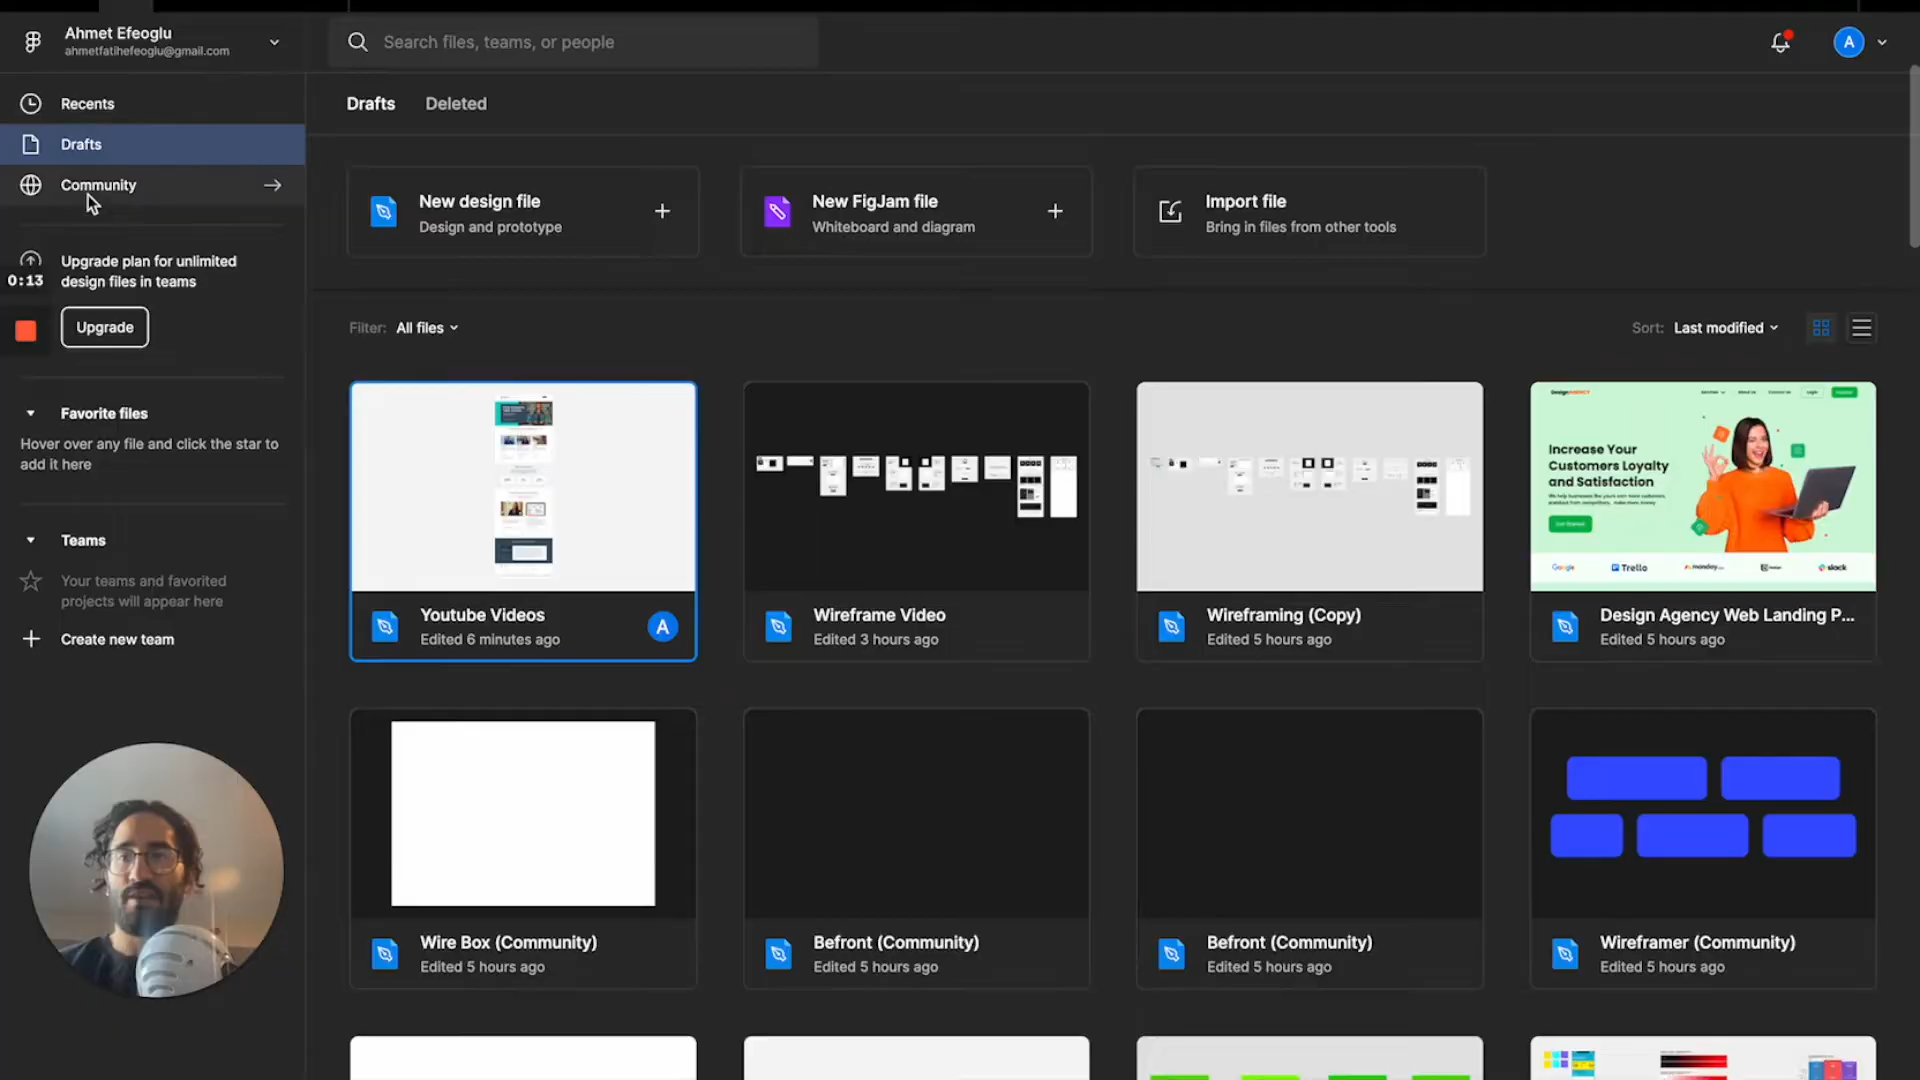 Ahmet Efeoglu
ahmetfatihefeoglu@gmail.com
Search files, teams, or people
A
Recents
Drafts
Community
Upgrade plan for unlimited
design files in teams
0:13
Upgrade
Favorite files
Hover over any file and click the star to
add it here
Teams
Your teams and favorited
projects will appear here
Create new team
Drafts Deleted
New design file
Design and prototype
New FigJam file
Whiteboard and diagram
Import file
Bring in files from other tools
Filter: All files
Sort: Last modified
Increase Your
Customers Loyalty
and Satisfaction
Get Started
Google Trello monday slack
Youtube Videos
Edited 6 minutes ago
A
Wireframe Video
Edited 3 hours ago
Wireframing (Copy)
Edited 5 hours ago
Design Agency Web Landing P...
Edited 5 hours ago
Wire Box (Community)
Edited 5 hours ago
Befront (Community)
Edited 5 hours ago
Befront (Community)
Edited 5 hours ago
Wireframer (Community)
Edited 5 hours ago